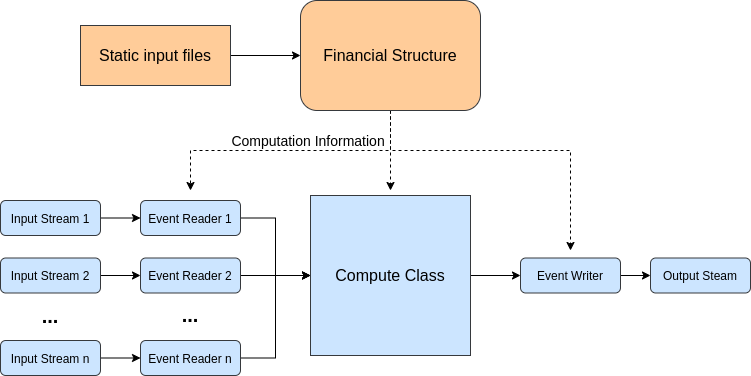 Static input files
Financial Structure
Computation Information
Input Stream 1
Event Reader 1
Input Stream 2
Event Reader 2
Compute Class
Event Writer
Output Steam
...
...
Input Stream n
Event Reader n